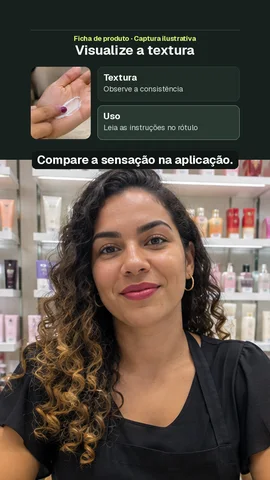 Ficha de produto · Captura ilustrativa
Visualize a textura
Textura
Observe a consistência
Uso
Leia as instruções no rótulo
Compare a sensação na aplicação.